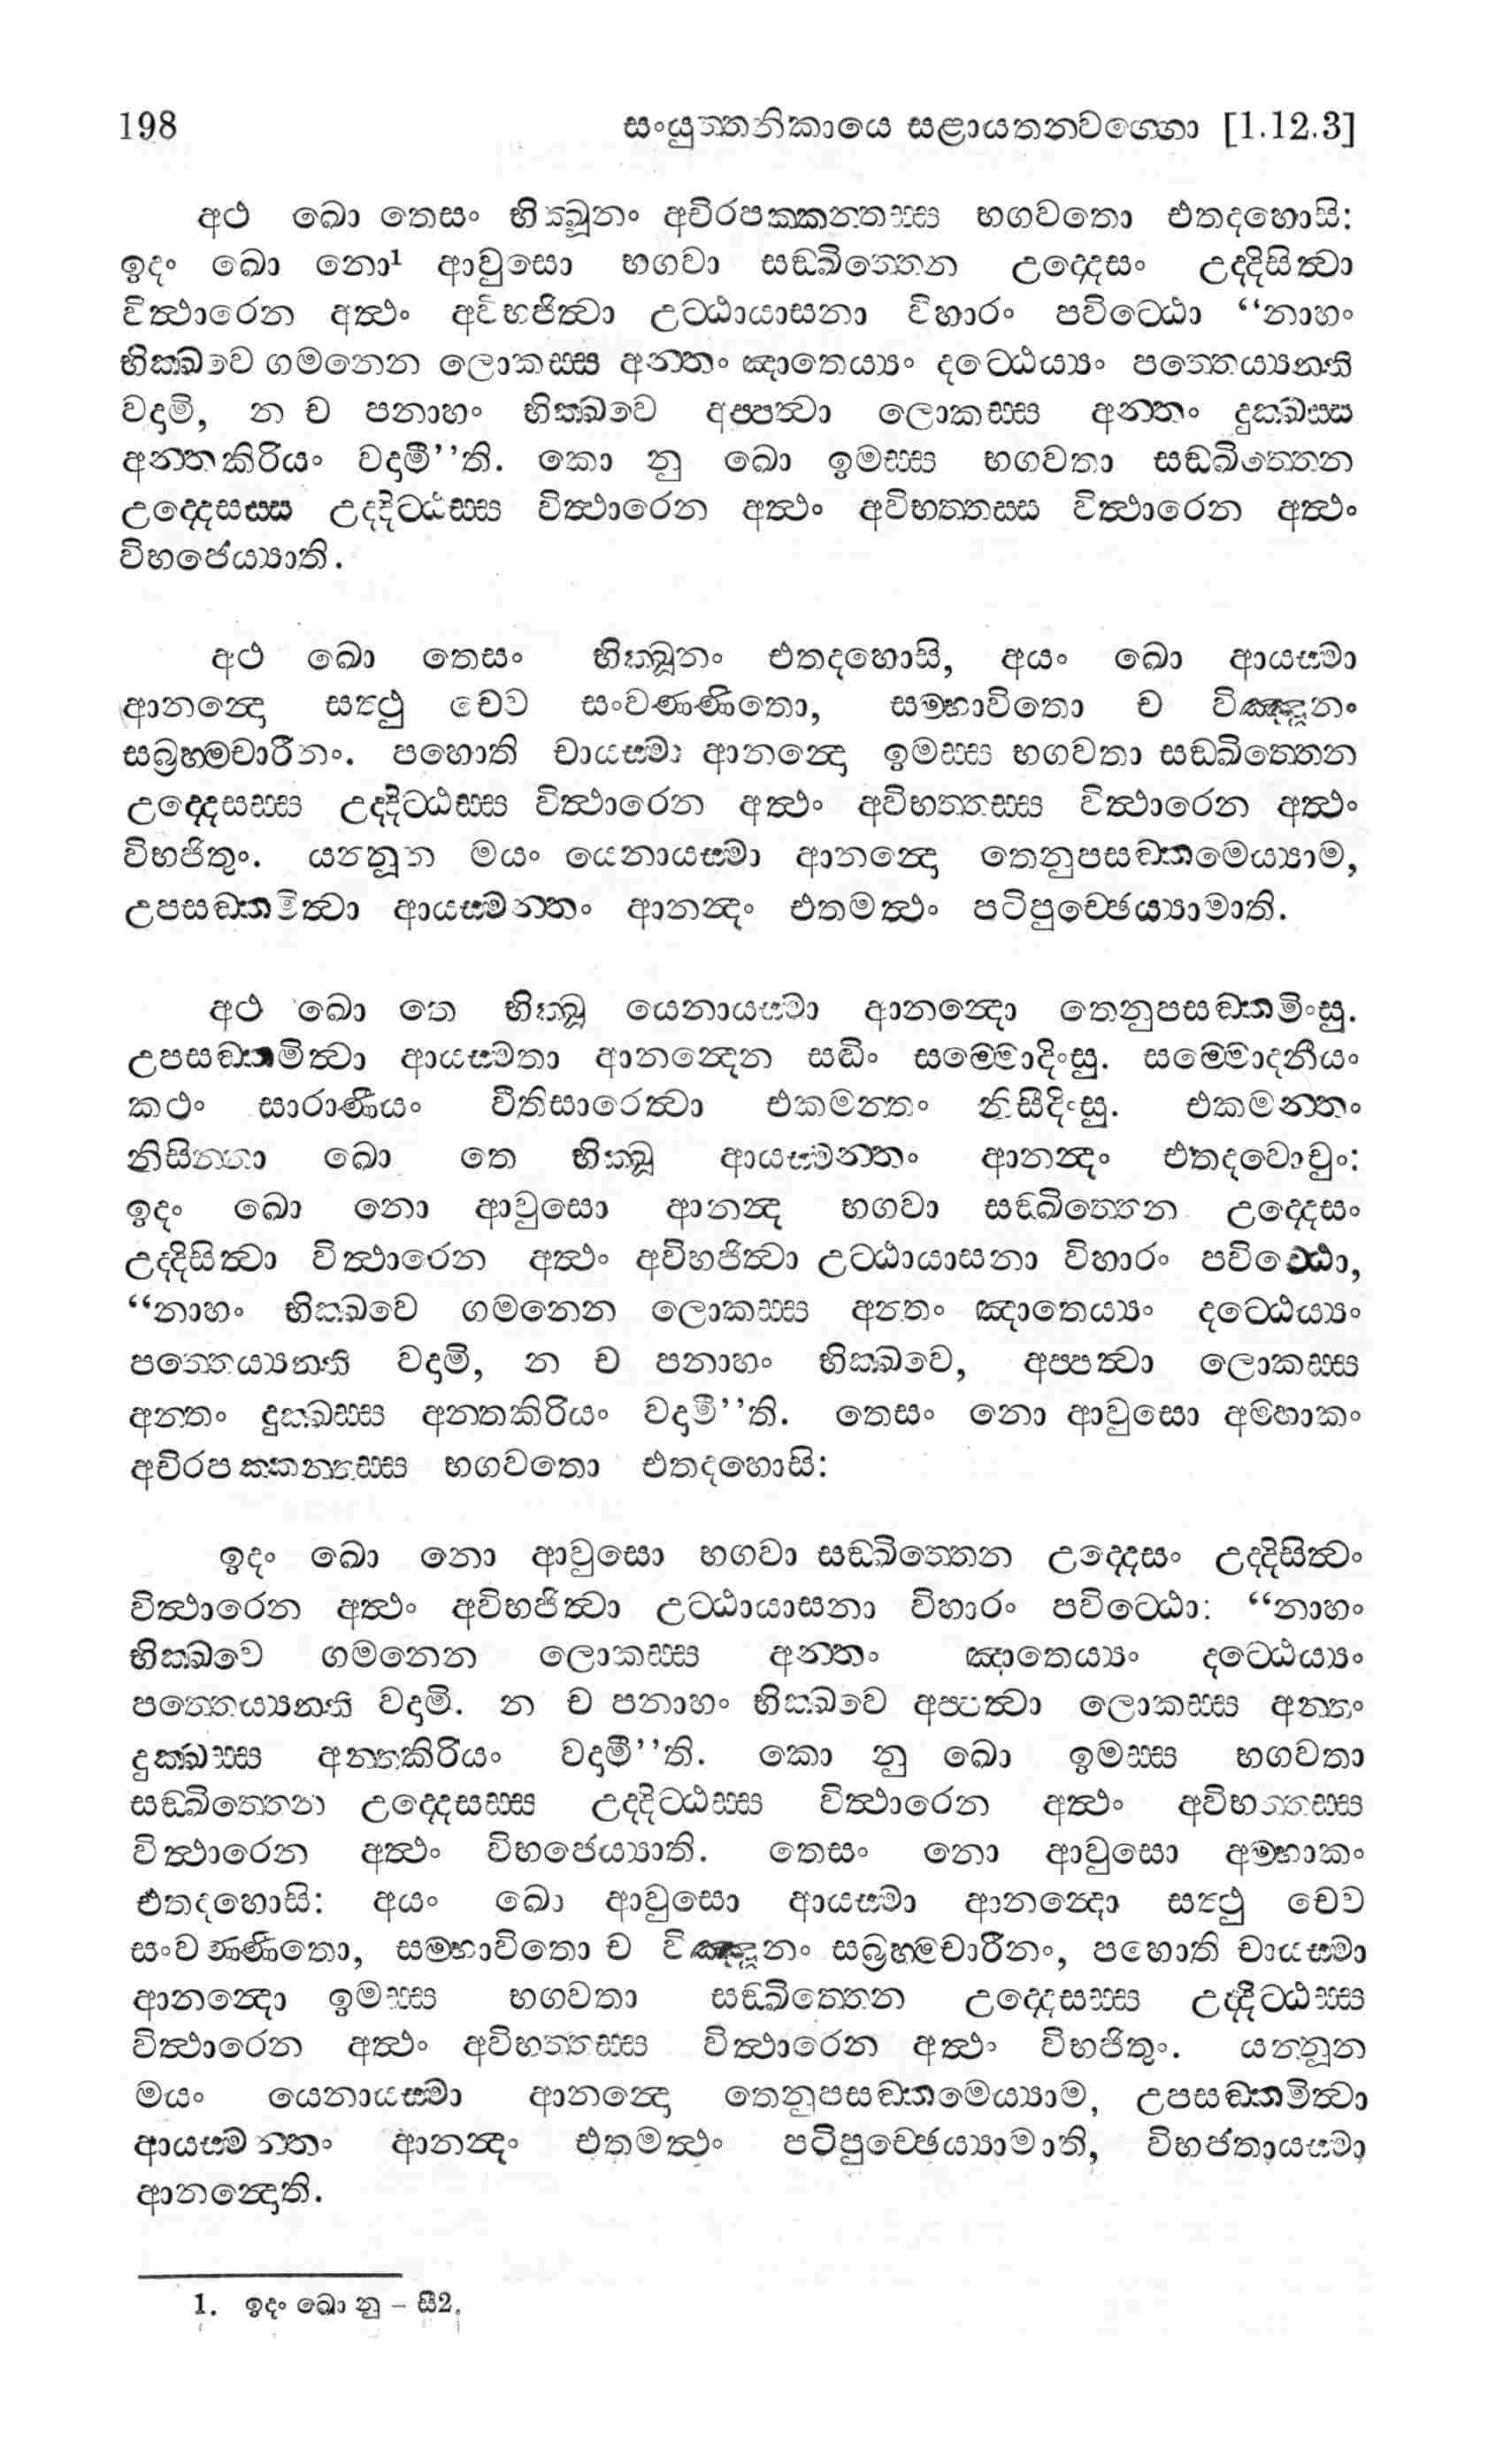 198 සංයුත්තනිකායෙ සළායතනවග්ගො [1.12.3]
අථ ඛො තෙසං භික්ඛූනං අචිරපක්කන්තස්ස භගවතො එතදහොසි:
ඉදං ඛො නො¹ ආවුසො භගවා සඞ්ඛිත්තෙන උද්දෙසං උද්දිසිත්වා
විත්ථාරෙන අත්ථං අවිභජිත්වා උට්ඨායාසනා විහාරං පවිට්ඨො “නාහං
භික්ඛවෙ ගමනෙන ලොකස්ස අන්තං ඤාතෙය්‍යං දට්ඨෙය්‍යං පත්තෙය්‍යන්ති
වදාමි, න ච පනාහං භික්ඛවෙ අප්පත්වා ලොකස්ස අන්තං දුක්ඛස්ස
අන්තකිරියං වදාමී’’ති. කො නු ඛො ඉමස්ස භගවතා සඞ්ඛිත්තෙන
උද්දෙසස්ස උද්දිට්ඨස්ස විත්ථාරෙන අත්ථං අවිභත්තස්ස විත්ථාරෙන අත්ථං
විභජෙය්‍යාති.
අථ ඛො තෙසං භික්ඛූනං එතදහොසි, අයං ඛො ආයස්මා
ආනන්දො සත්ථු චෙව සංවණ්ණිතො, සම්භාවිතො ච විඤ්ඤූනං
සබ්‍රහ්මචාරීනං. පහොති චායස්මා ආනන්දො ඉමස්ස භගවතා සඞ්ඛිත්තෙන
උද්දෙසස්ස උද්දිට්ඨස්ස විත්ථාරෙන අත්ථං අවිභත්තස්ස විත්ථාරෙන අත්ථං
විභජිතුං. යන්නූන මයං යෙනායස්මා ආනන්දො තෙනුපසඞ්කමෙය්‍යාම,
උපසඞ්කමිත්වා ආයස්මන්තං ආනන්දං එතමත්ථං පටිපුච්ඡෙය්‍යාමාති.
අථ ඛො තෙ භික්ඛූ යෙනායස්මා ආනන්දො තෙනුපසඞ්කමිංසු.
උපසඞ්කමිත්වා ආයස්මතා ආනන්දෙන සද්ධිං සම්මොදිංසු. සම්මොදනීයං
කථං සාරාණීයං වීතිසාරෙත්වා එකමන්තං නිසීදිංසු. එකමන්තං
නිසින්නා ඛො තෙ භික්ඛූ ආයස්මන්තං ආනන්දං එතදවොචුං:
ඉදං ඛො නො ආවුසො ආනන්ද භගවා සඞ්ඛිත්තෙන උද්දෙසං
උද්දිසිත්වා විත්ථාරෙන අත්ථං අවිභජිත්වා උට්ඨායාසනා විහාරං පවිට්ඨො,
“නාහං භික්ඛවෙ ගමනෙන ලොකස්ස අන්තං ඤාතෙය්‍යං දට්ඨෙය්‍යං
පත්තෙය්‍යන්ති වදාමි, න ච පනාහං භික්ඛවෙ, අප්පත්වා ලොකස්ස
අන්තං දුක්ඛස්ස අන්තකිරියං වදාමී’’ති. තෙසං නො ආවුසො අම්හාකං
අචිරපක්කන්තස්ස භගවතො එතදහොසි:
ඉදං ඛො නො ආවුසො භගවා සඞ්ඛිත්තෙන උද්දෙසං උද්දිසිත්වං
විත්ථාරෙන අත්ථං අවිභජිත්වා උට්ඨායාසනා විහාරං පවිට්ඨො: “නාහං
භික්ඛවෙ ගමනෙන ලොකස්ස අන්තං ඤාතෙය්‍යං දට්ඨෙය්‍යං
පත්තෙය්‍යන්ති වදාමි. න ච පනාහං භික්ඛවෙ අප්පත්වා ලොකස්ස අන්තං
දුක්ඛස්ස අන්තකිරියං වදාමී’’ති. කො නු ඛො ඉමස්ස භගවතා
සඞ්ඛිත්තෙන උද්දෙසස්ස උද්දිට්ඨස්ස විත්ථාරෙන අත්ථං අවිභත්තස්ස
විත්ථාරෙන අත්ථං විභජෙය්‍යාති. තෙසං නො ආවුසො අම්හාකං
එතදහොසි: අයං ඛො ආවුසො ආයස්මා ආනන්දො සත්ථු චෙව
සංවණ්ණිතො, සම්භාවිතො ච විඤ්ඤූනං සබ්‍රහ්මචාරීනං, පහොති චායස්මා
ආනන්දො ඉමස්ස භගවතා සඞ්ඛිත්තෙන උද්දෙසස්ස උද්දිට්ඨස්ස
විත්ථාරෙන අත්ථං අවිභත්තස්ස විත්ථාරෙන අත්ථං විභජිතුං. යන්නූන
මයං යෙනායස්මා ආනන්දො තෙනුපසඞ්කමෙය්‍යාම, උපසඞ්කමිත්වා
ආයස්මන්තං ආනන්දං එතමත්ථං පටිපුච්ඡෙය්‍යාමාති, විභජතායස්මා
ආනන්දොති.
1. ඉදං ඛො නු – සී2.